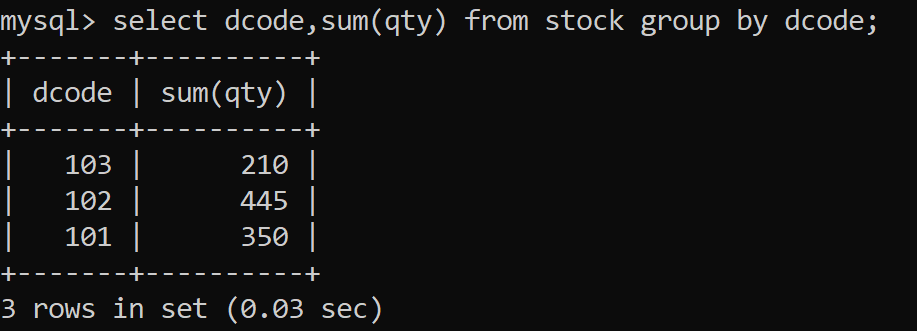 mysql> select dcode,sum(qty) from stock group by dcode;
+-------+----------+
| dcode | sum(qty) |
+-------+----------+
|   103 |      210 |
|   102 |      445 |
|   101 |      350 |
+-------+----------+
3 rows in set (0.03 sec)